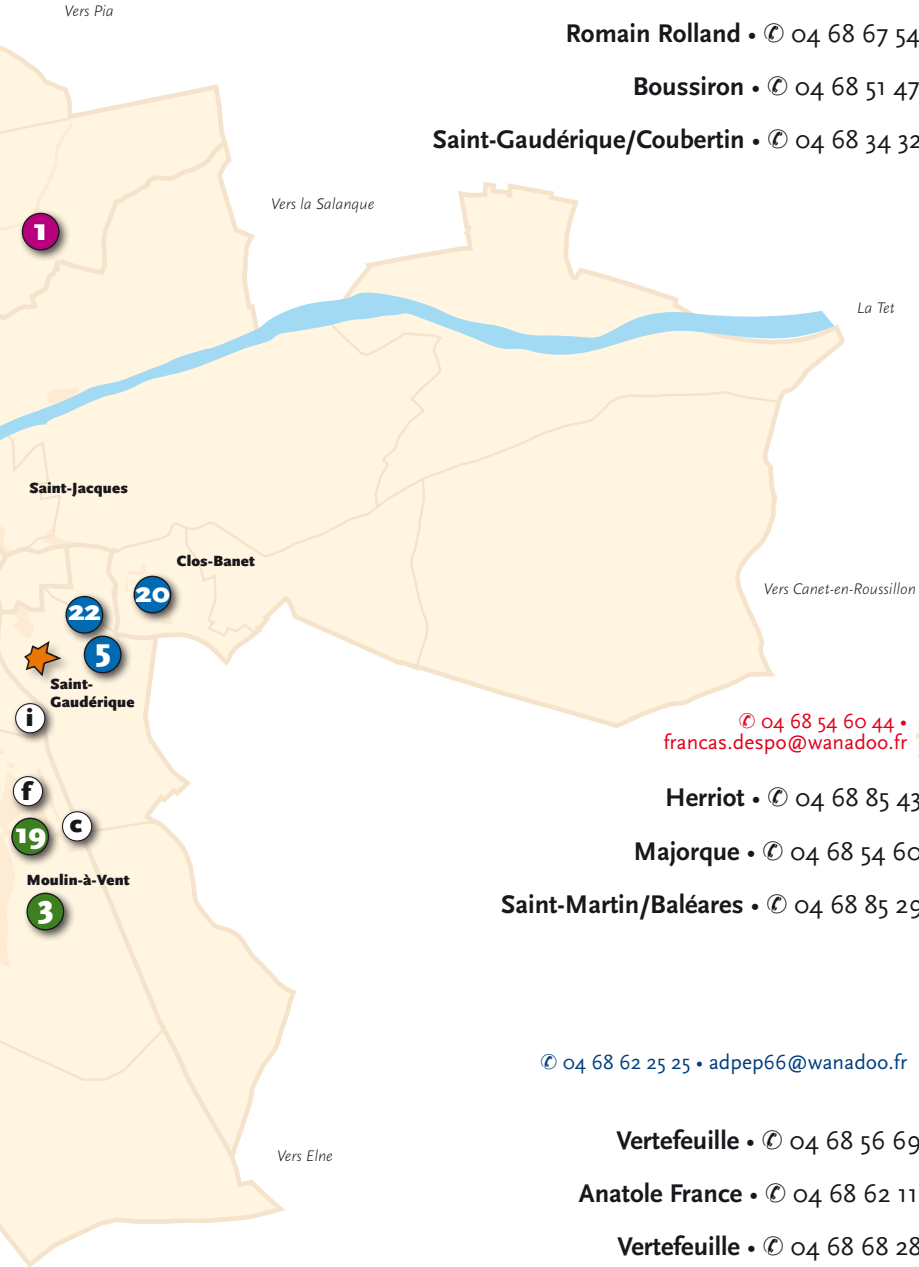 Vers Pia
Romain Rolland • ✆ 04 68 67 54
Boussiron • ✆ 04 68 51 47
Saint-Gaudérique/Coubertin • ✆ 04 68 34 32
Vers la Salanque
1
La Tet
Saint-Jacques
Clos-Banet
20
22
5
Vers Canet-en-Roussillon
Saint-
Gaudérique
i
✆ 04 68 54 60 44 •
francas.despo@wanadoo.fr
f
Herriot • ✆ 04 68 85 43
c
19
Majorque • ✆ 04 68 54 60
Moulin-à-Vent
3
Saint-Martin/Baléares • ✆ 04 68 85 29
✆ 04 68 62 25 25 • adpep66@wanadoo.fr
Vertefeuille • ✆ 04 68 56 69
Vers Elne
Anatole France • ✆ 04 68 62 11
Vertefeuille • ✆ 04 68 68 28